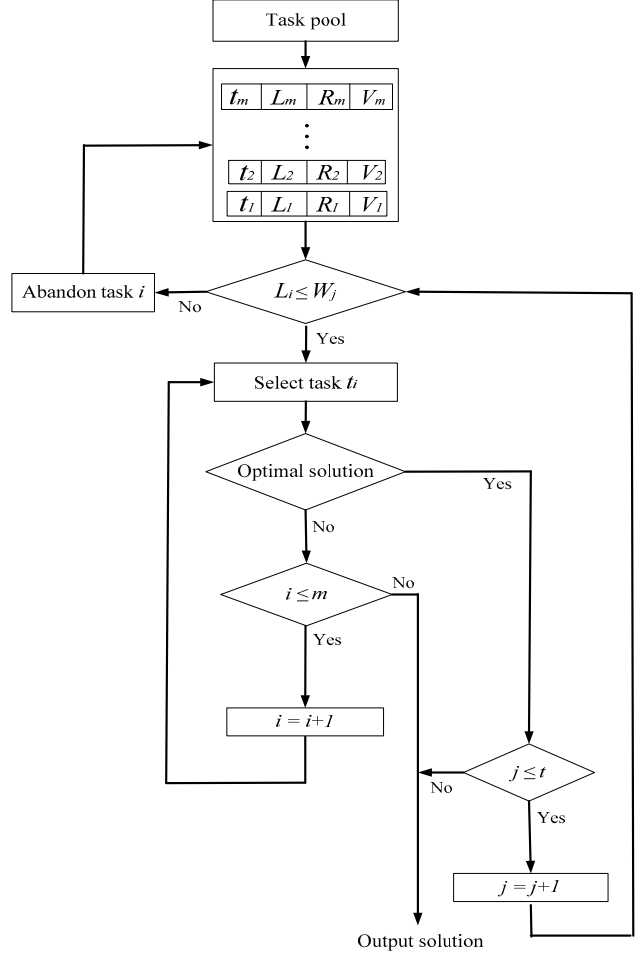 Task pool
tm Lm Rm Vm
⋮
t2 L2 R2 V2
t1 L1 R1 V1
Abandon task i
No
Li ≤ Wj
Yes
Select task ti
Optimal solution
Yes
No
i ≤ m
No
Yes
i = i+1
j ≤ t
No
Yes
j = j+1
Output solution